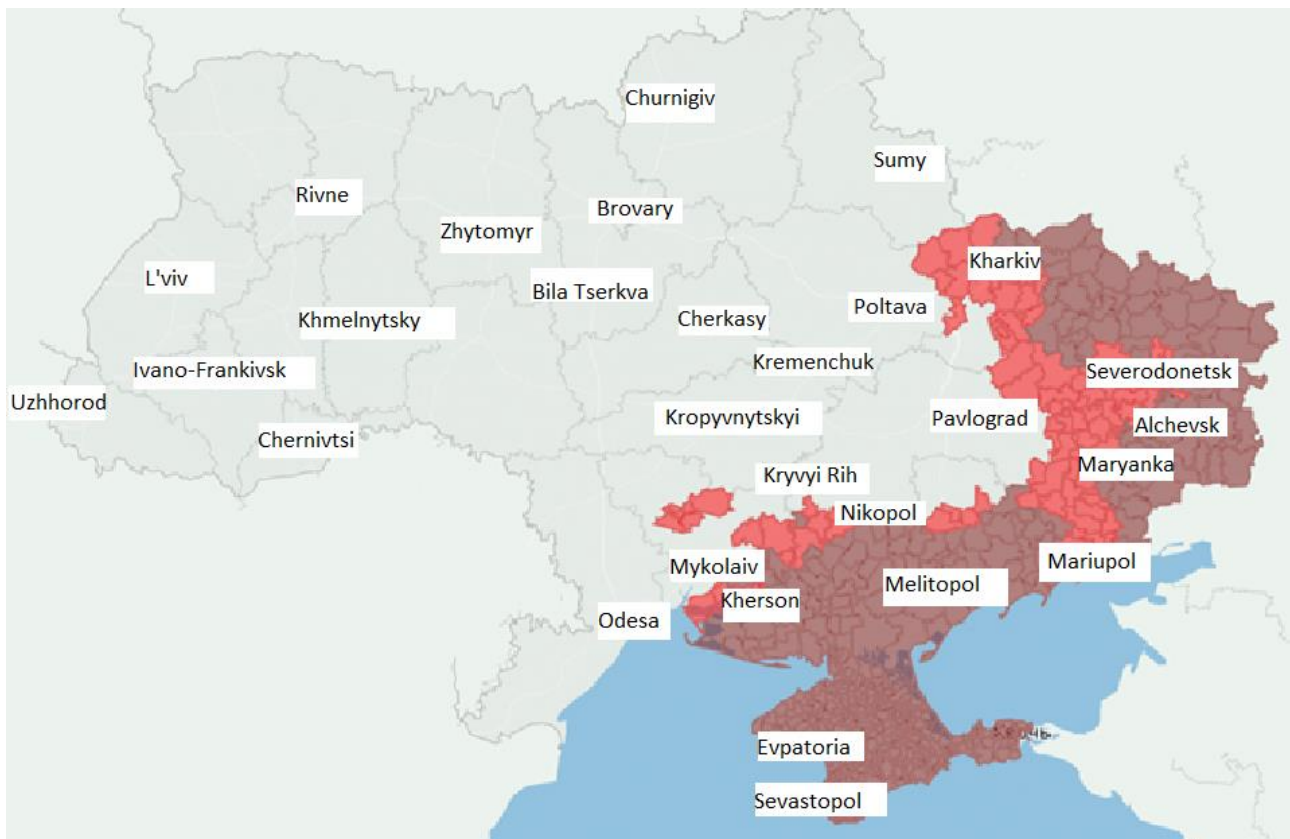 Churnigiv
Sumy
Rivne
Brovary
Zhytomyr
Kharkiv
L'viv
Bila Tserkva
Poltava
Khmelnytsky
Cherkasy
Kremenchuk
Ivano-Frankivsk
Severodonetsk
Uzhhorod
Kropyvnytskyi
Pavlograd
Alchevsk
Chernivtsi
Maryanka
Kryvyi Rih
Nikopol
Mykolaiv
Mariupol
Melitopol
Kherson
Odesa
Evpatoria
Sevastopol